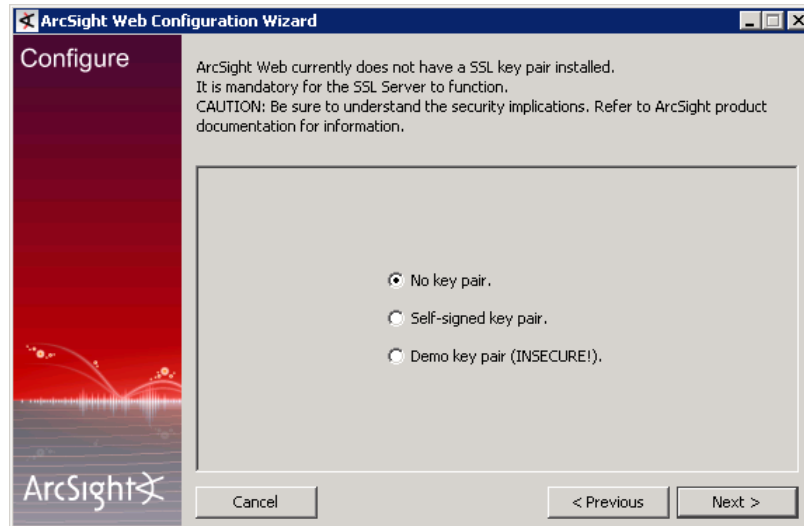 ArcSight Web Configuration Wizard
Configure
ArcSight Web currently does not have a SSL key pair installed.
It is mandatory for the SSL Server to function.
CAUTION: Be sure to understand the security implications. Refer to ArcSight product
documentation for information.
No key pair.
Self-signed key pair.
Demo key pair (INSECURE!).
ArcSight
Cancel
< Previous
Next >